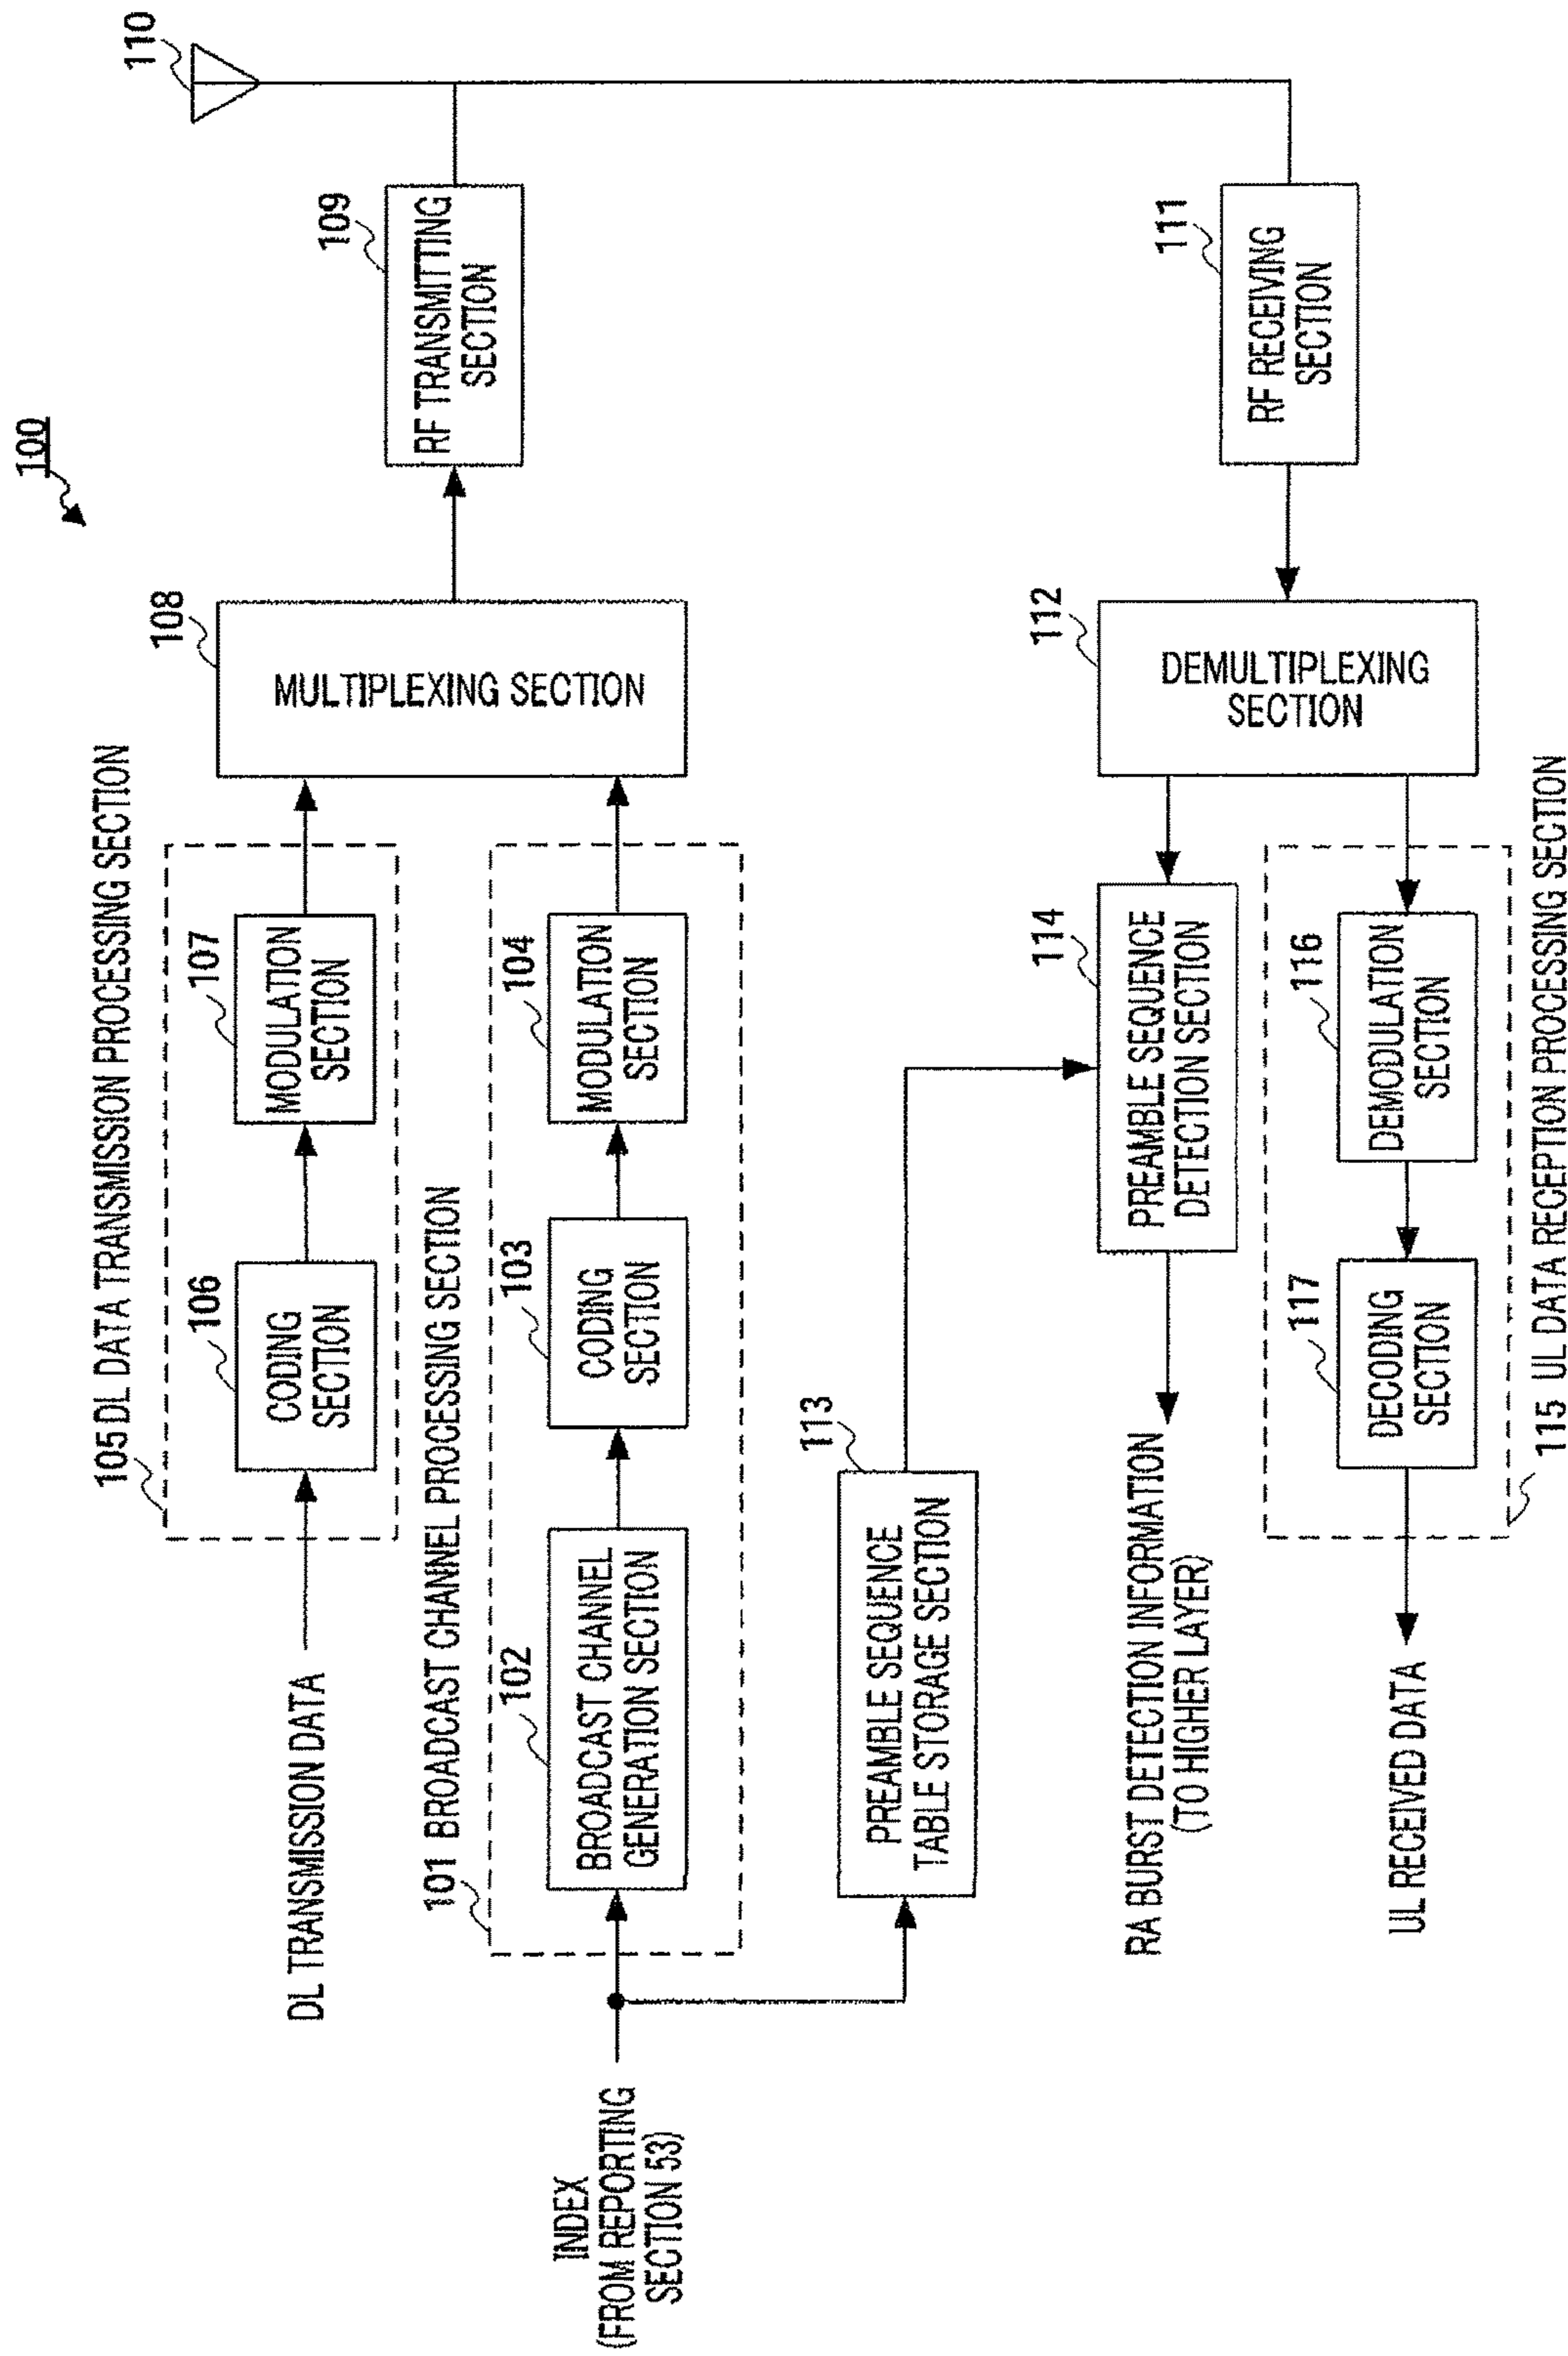 100
110
105 DL DATA TRANSMISSION PROCESSING SECTION
DL TRANSMISSION DATA
106
CODING
SECTION
107
MODULATION
SECTION
108
MULTIPLEXING SECTION
109
RF TRANSMITTING
SECTION
101 BROADCAST CHANNEL PROCESSING SECTION
INDEX
(FROM REPORTING
SECTION 53)
102
BROADCAST CHANNEL
GENERATION SECTION
103
CODING
SECTION
104
MODULATION
SECTION
113
PREAMBLE SEQUENCE
TABLE STORAGE SECTION
RA BURST DETECTION INFORMATION
(TO HIGHER LAYER)
114
PREAMBLE SEQUENCE
DETECTION SECTION
112
DEMULTIPLEXING
SECTION
111
RF RECEIVING
SECTION
UL RECEIVED DATA
117
DECODING
SECTION
116
DEMODULATION
SECTION
115 UL DATA RECEPTION PROCESSING SECTION